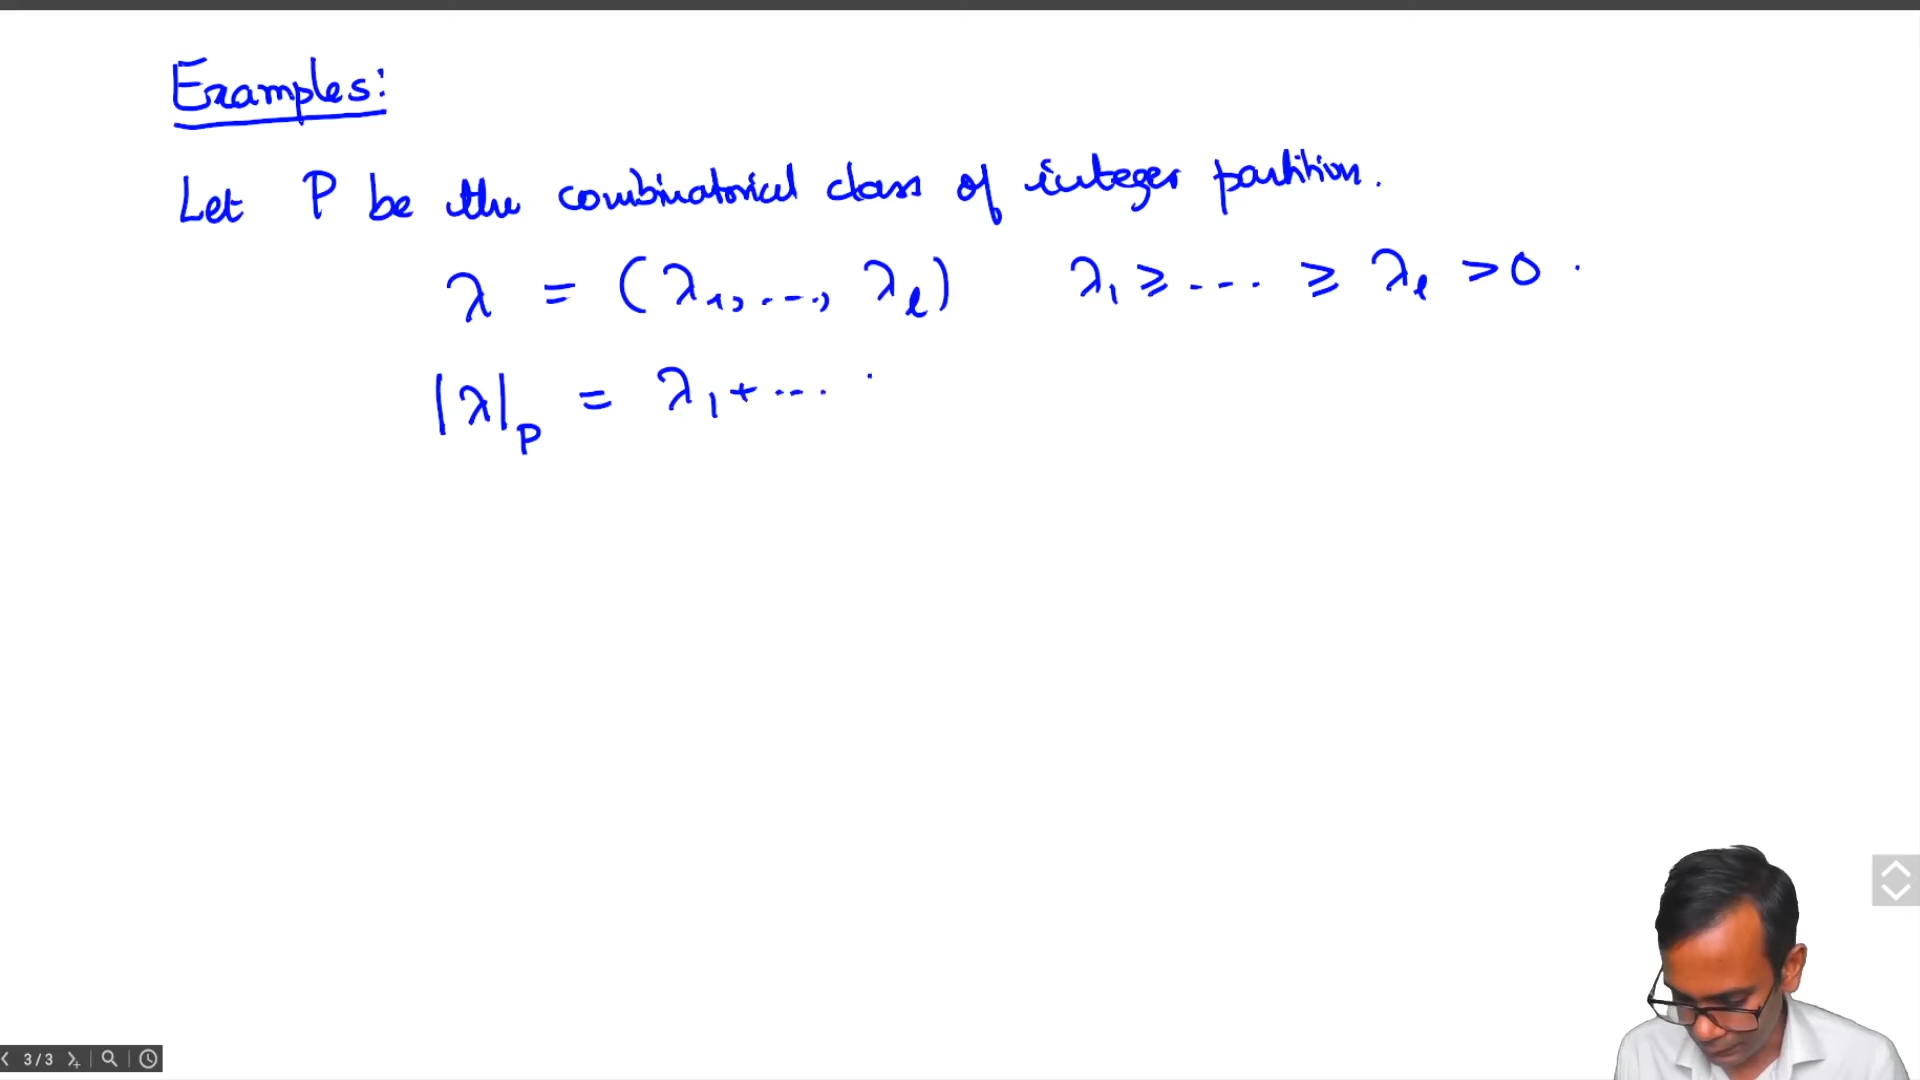 Examples:
Let P be the combinatorial class of integer partition.
λ = (λ₁, ..., λ_l) λ₁ ≥ .... ≥ λ_l > 0 .
|λ|_P = λ₁ + ...
3/3